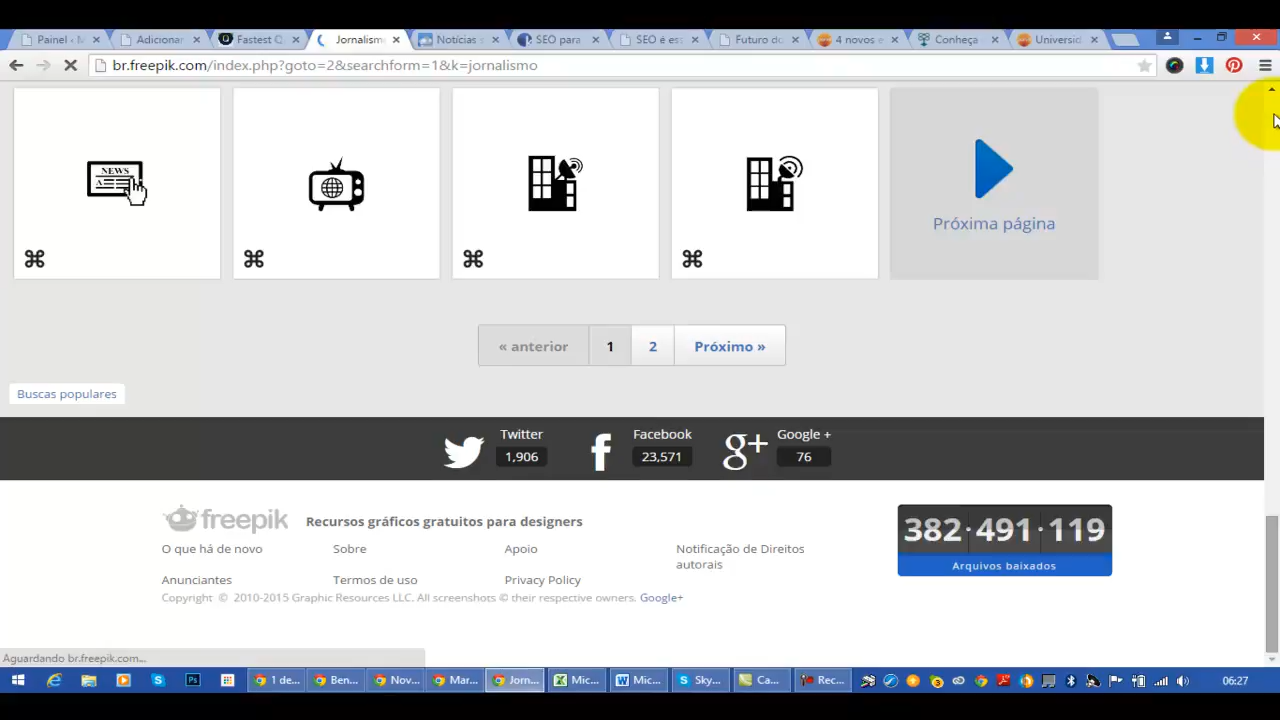 Painel ‹ M
Adicionar
Fastest Q
Jornalismo
Notícias s
SEO para
SEO é es
Futuro do
4 novos e
Conheça
Universid
br.freepik.com/index.php?goto=2&searchform=1&k=jornalismo
NEWS
Próxima página
« anterior 1 2 Próximo »
Buscas populares
Twitter
1,906
Facebook
23,571
g+
Google +
76
freepik Recursos gráficos gratuitos para designers
O que há de novo
Sobre
Apoio
Notificação de Direitos autorais
Anunciantes
Termos de uso
Privacy Policy
Copyright © 2010-2015 Graphic Resources LLC. All screenshots © their respective owners. Google+
382·491·119
Arquivos baixados
Aguardando br.freepik.com...
1 de...
Ben...
Nov...
Mar...
Jorn...
Mic...
Mic...
Sky...
Ca...
Rec...
06:27